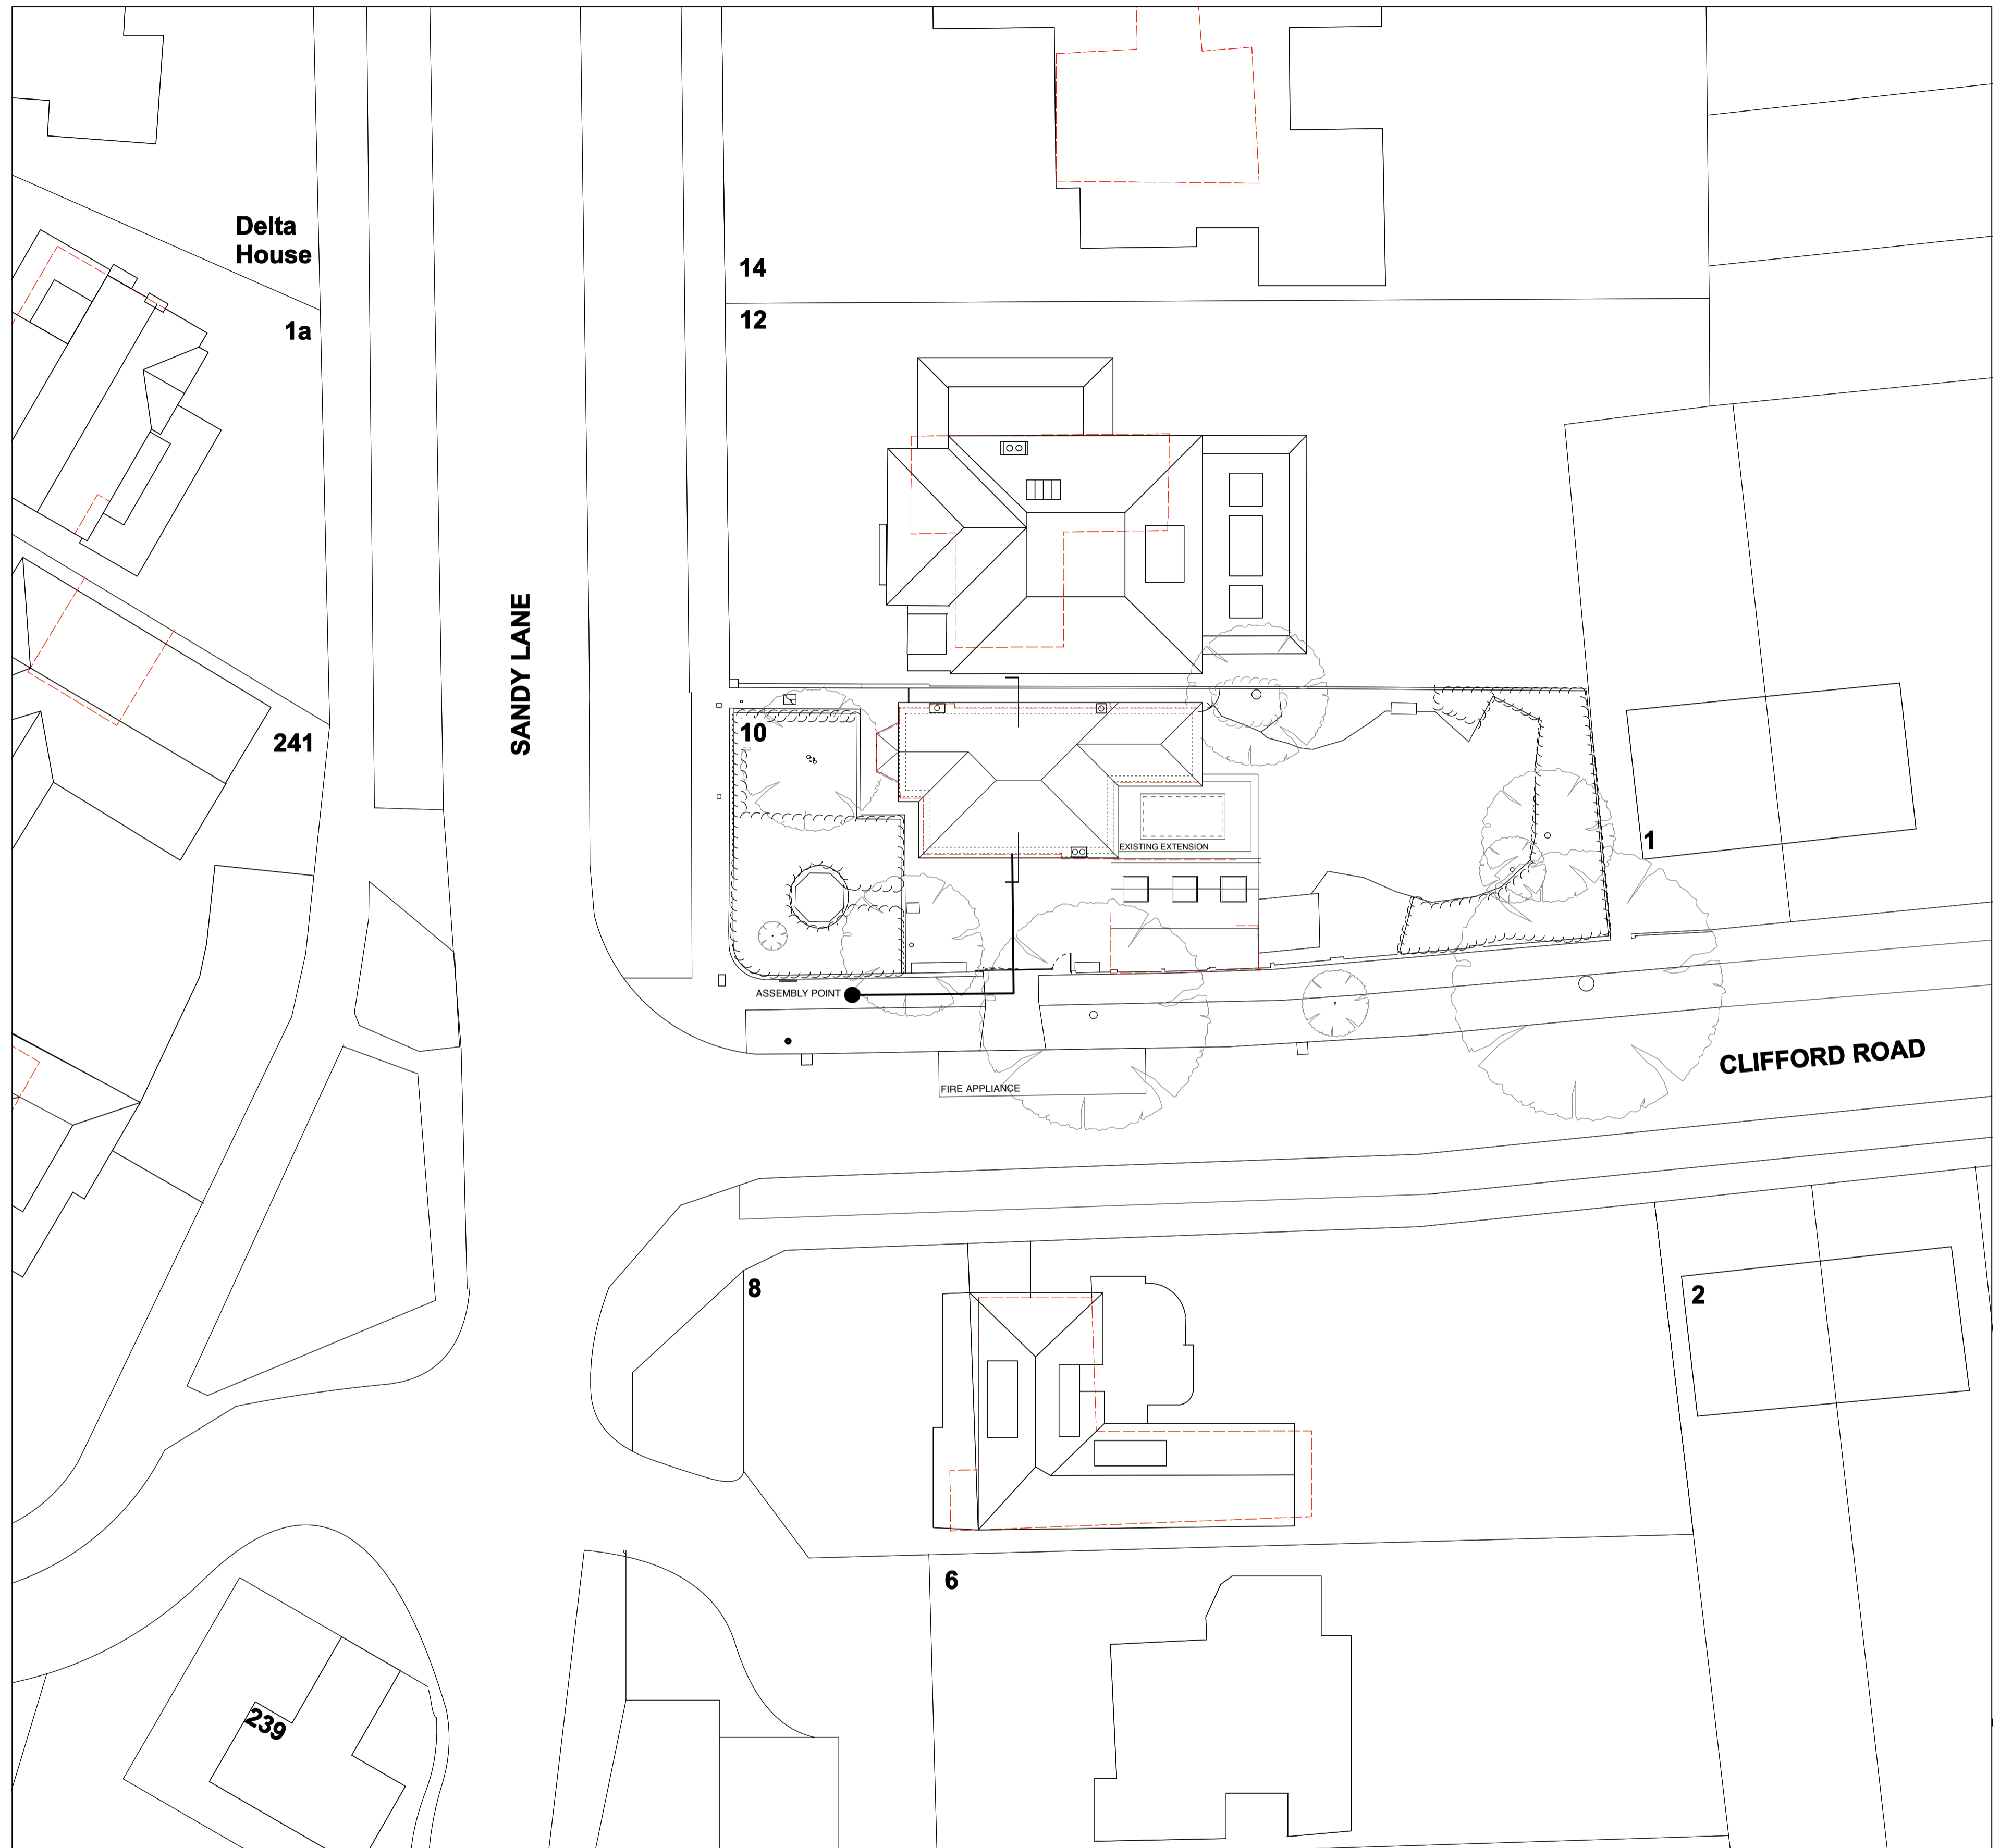 Delta
House
14
12
1a
SANDY LANE
10
241
EXISTING EXTENSION
1
ASSEMBLY POINT
CLIFFORD ROAD
FIRE APPLIANCE
8
2
6
239